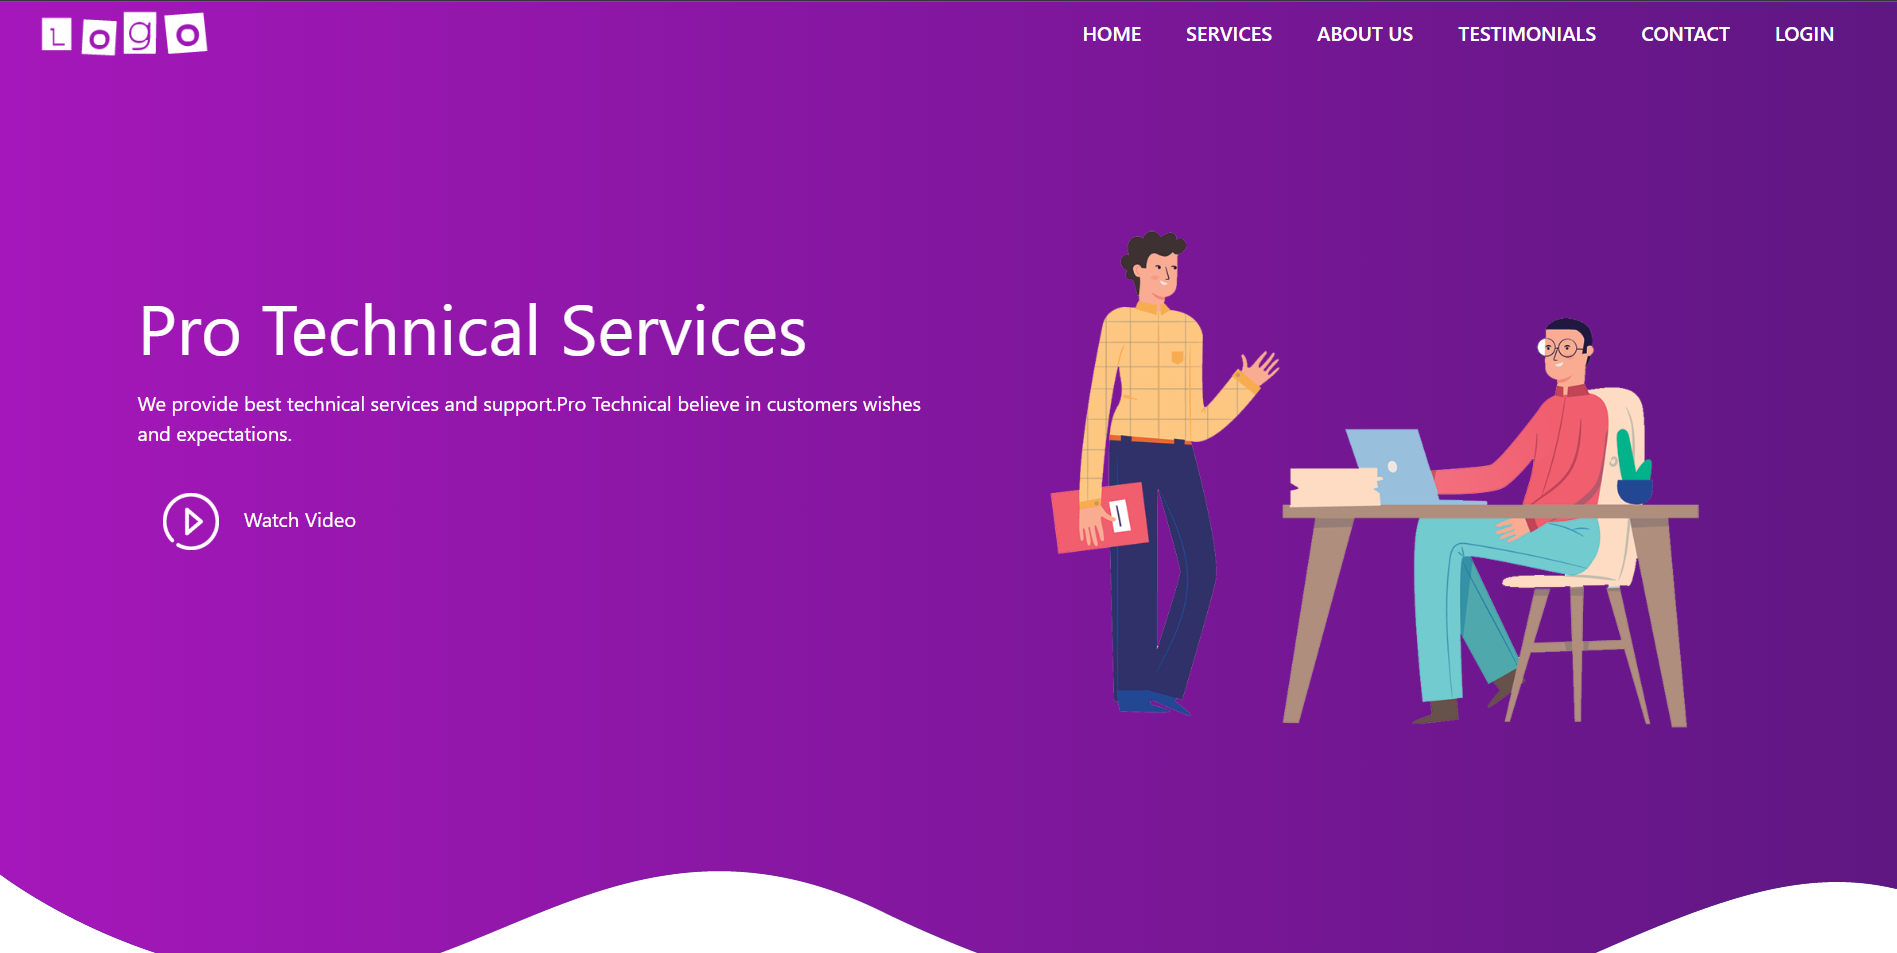 Logo
HOME SERVICES ABOUT US TESTIMONIALS CONTACT LOGIN
Pro Technical Services
We provide best technical services and support.Pro Technical believe in customers wishes
and expectations.
Watch Video